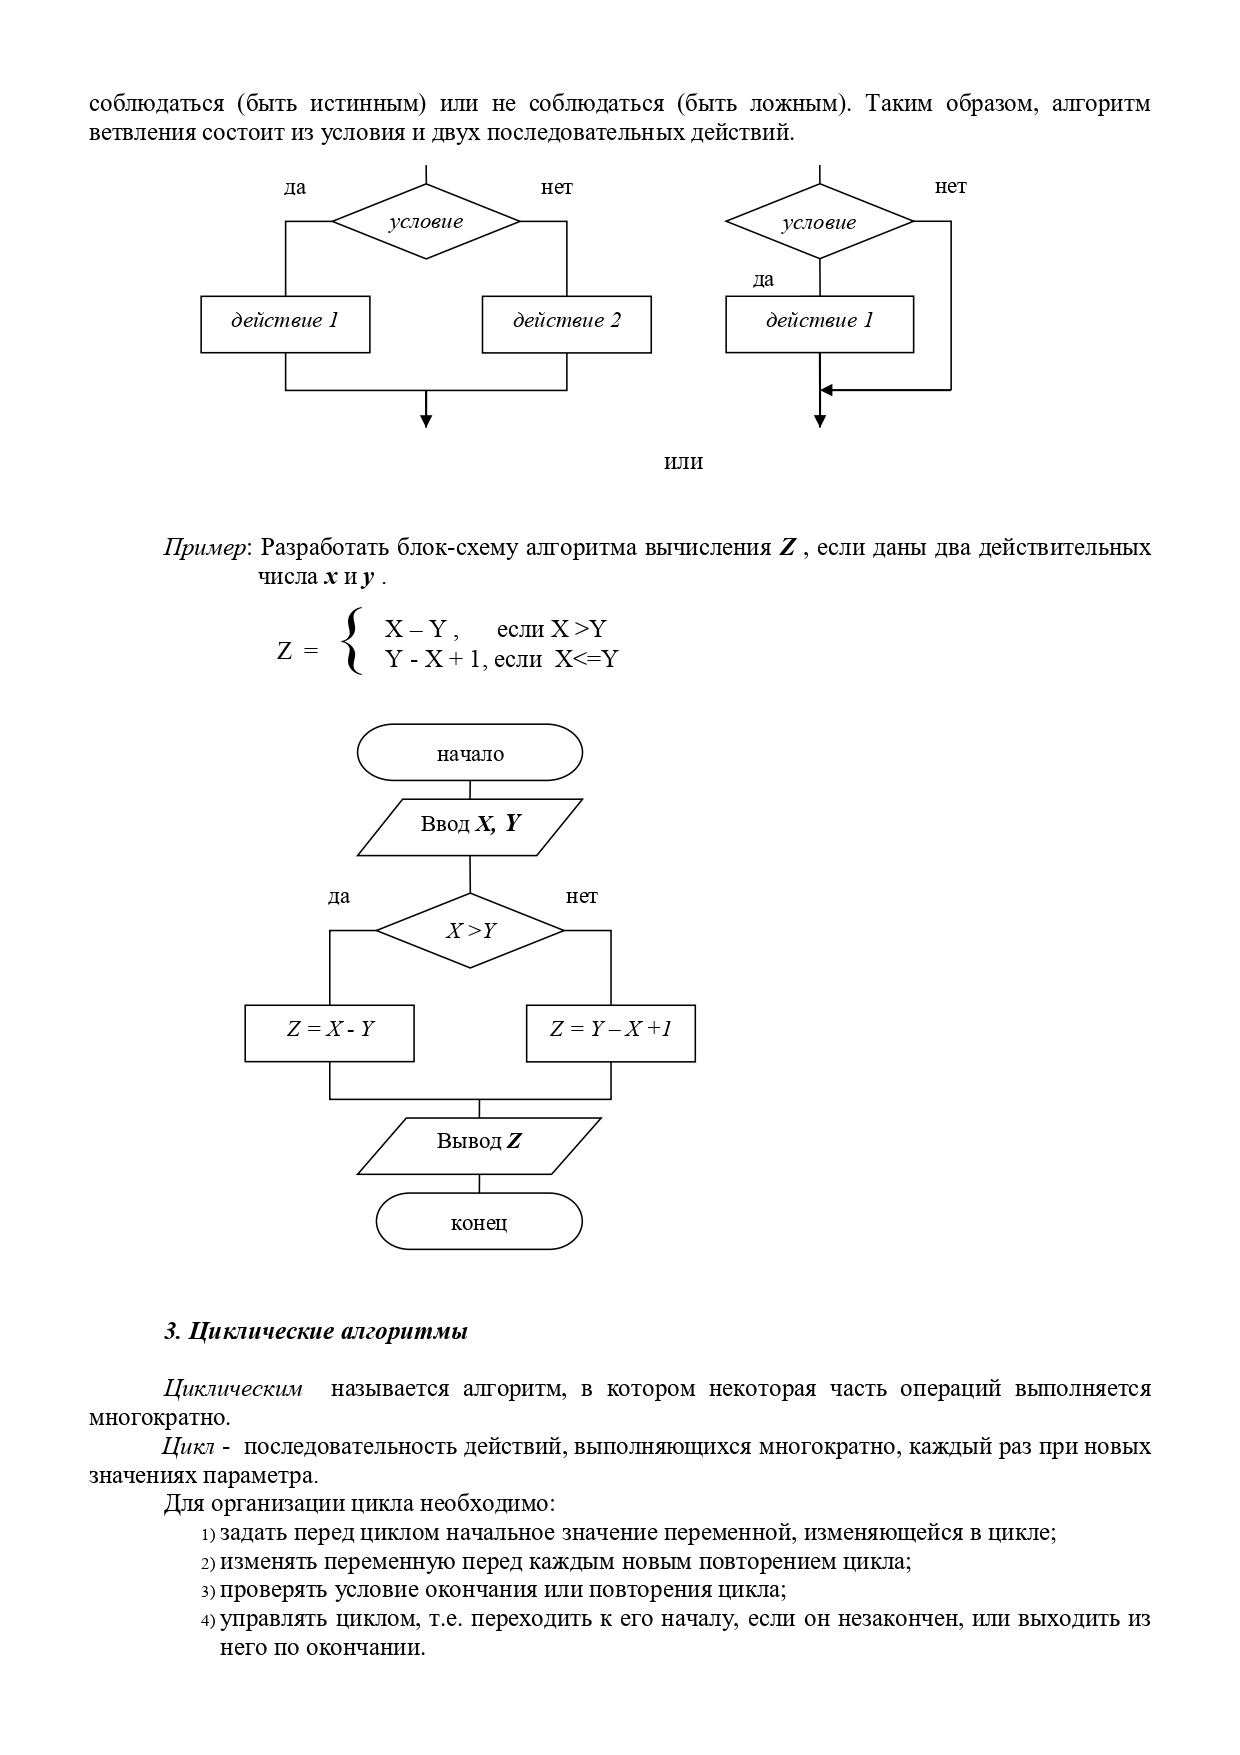 соблюдаться (быть истинным) или не соблюдаться (быть ложным). Таким образом, алгоритм
ветвления состоит из условия и двух последовательных действий.
да
нет
условие
действие 1
действие 2
нет
условие
да
действие 1
или
Пример: Разработать блок-схему алгоритма вычисления Z , если даны два действительных
числа x и y .
Z = { X – Y , если X >Y
Y - X + 1, если X<=Y
начало
Ввод X, Y
да
нет
X >Y
Z = X - Y
Z = Y – X +1
Вывод Z
конец
3. Циклические алгоритмы
Циклическим называется алгоритм, в котором некоторая часть операций выполняется
многократно.
Цикл - последовательность действий, выполняющихся многократно, каждый раз при новых
значениях параметра.
Для организации цикла необходимо:
1) задать перед циклом начальное значение переменной, изменяющейся в цикле;
2) изменять переменную перед каждым новым повторением цикла;
3) проверять условие окончания или повторения цикла;
4) управлять циклом, т.е. переходить к его началу, если он незакончен, или выходить из
него по окончании.